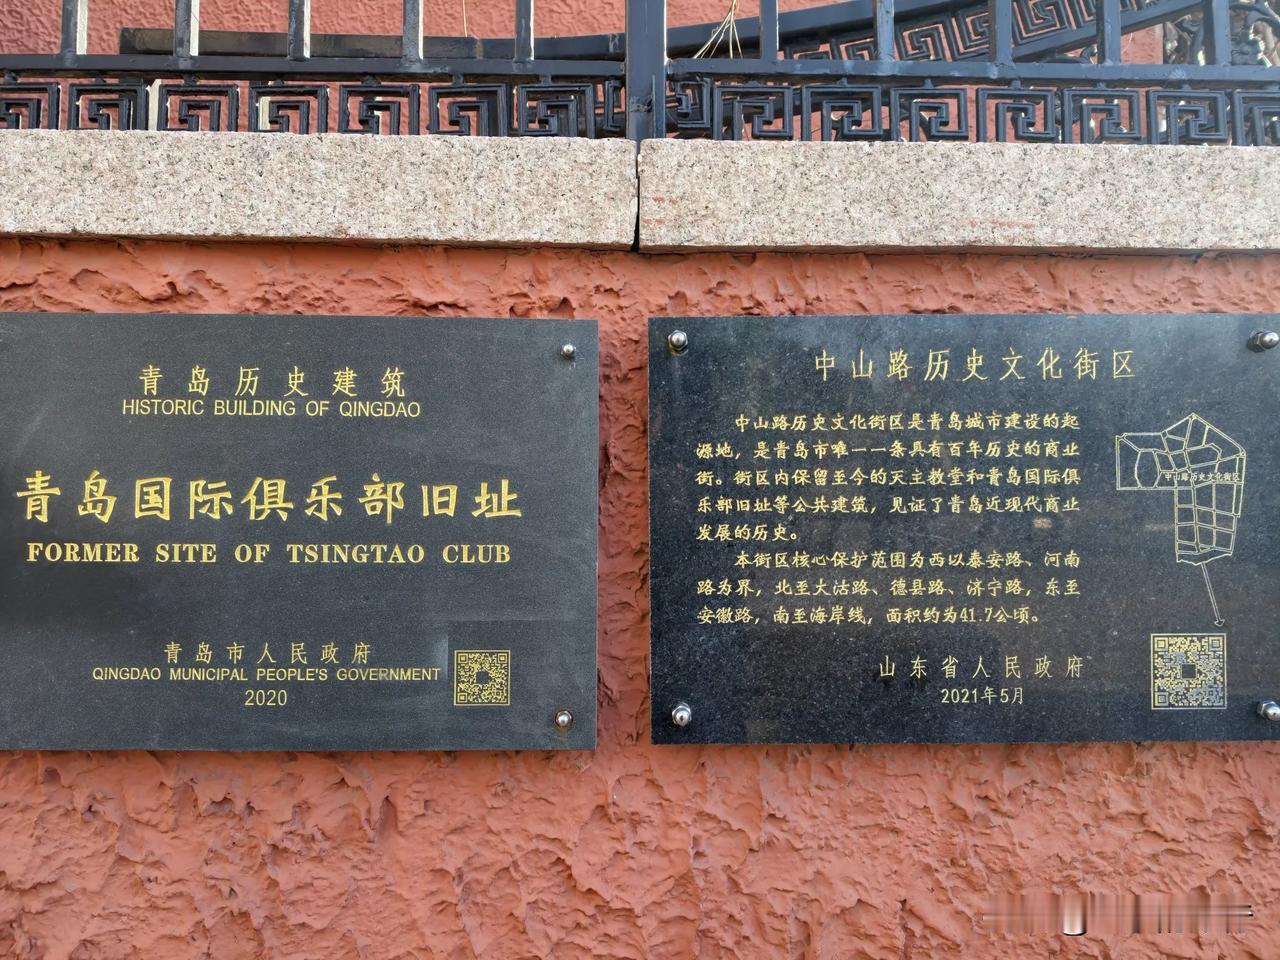 青岛历史建筑
HISTORIC BUILDING OF QINGDAO
青岛国际俱乐部旧址
FORMER SITE OF TSINGTAO CLUB
青岛市人民政府
QINGDAO MUNICIPAL PEOPLE'S GOVERNMENT
2020
中山路历史文化街区
中山路历史文化街区是青岛城市建设的起
源地，是青岛市唯一一条具有百年历史的商业
街。街区内保留至今的天主教堂和青岛国际俱
乐部旧址等公共建筑，见证了青岛近现代商业
发展的历史。
本街区核心保护范围为西以泰安路、河南
路为界，北至大沽路、德县路、济宁路，东至
安徽路，南至海岸线，面积约为41.7公顷。
中山路历史文化街区
山东省人民政府
2021年5月